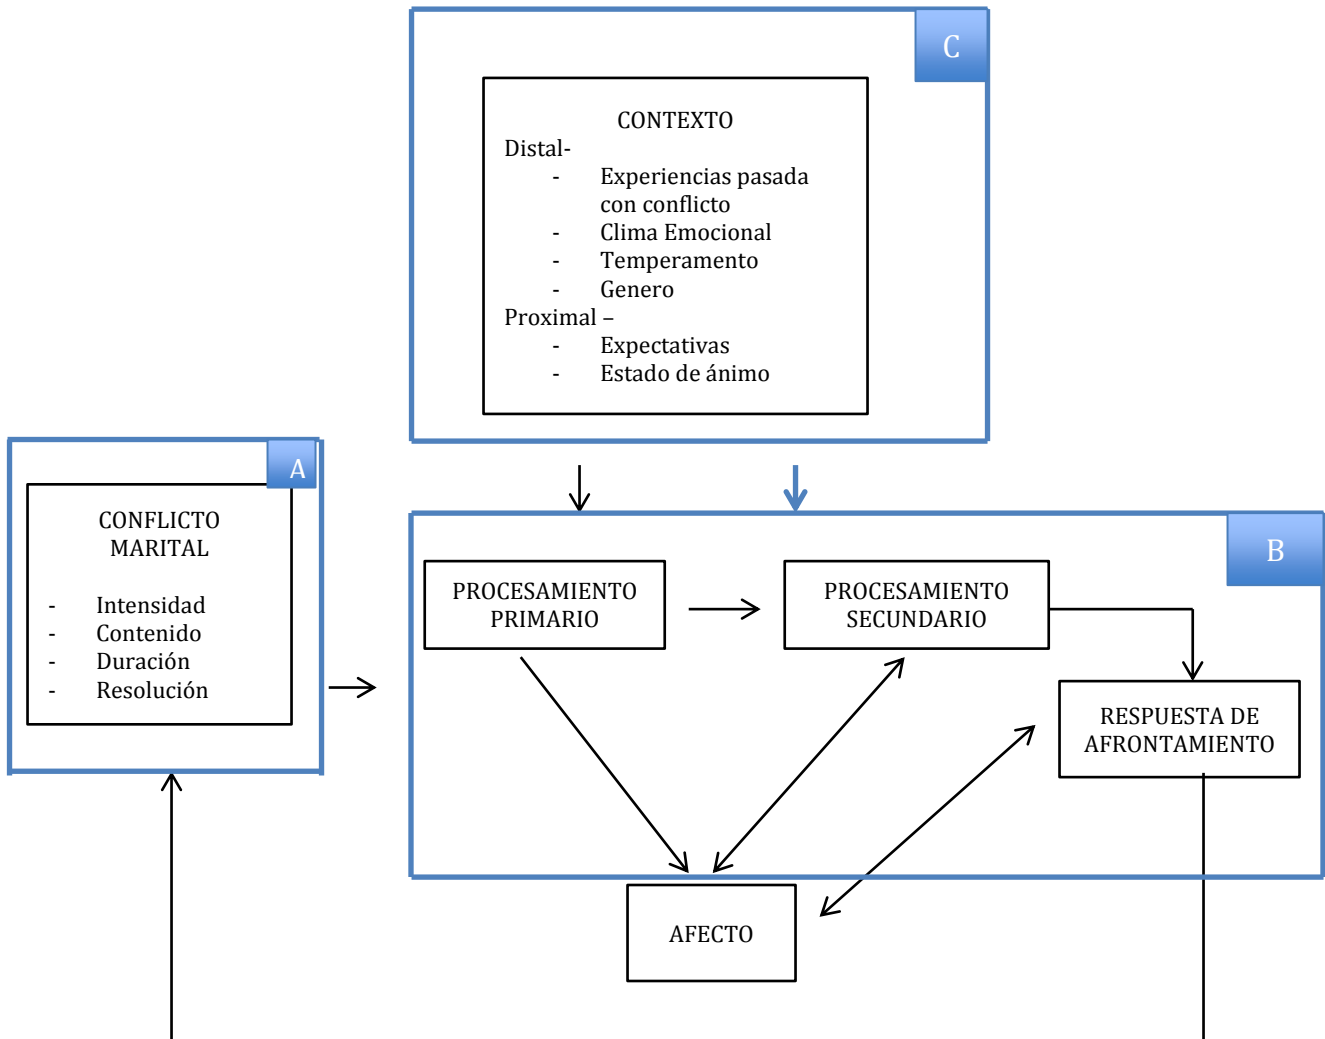 C
CONTEXTO
Distal-
- Experiencias pasada
con conflicto
- Clima Emocional
- Temperamento
- Genero
Proximal –
- Expectativas
- Estado de ánimo
A
CONFLICTO
MARITAL
- Intensidad
- Contenido
- Duración
- Resolución
B
PROCESAMIENTO
PRIMARIO
PROCESAMIENTO
SECUNDARIO
RESPUESTA DE
AFRONTAMIENTO
AFECTO